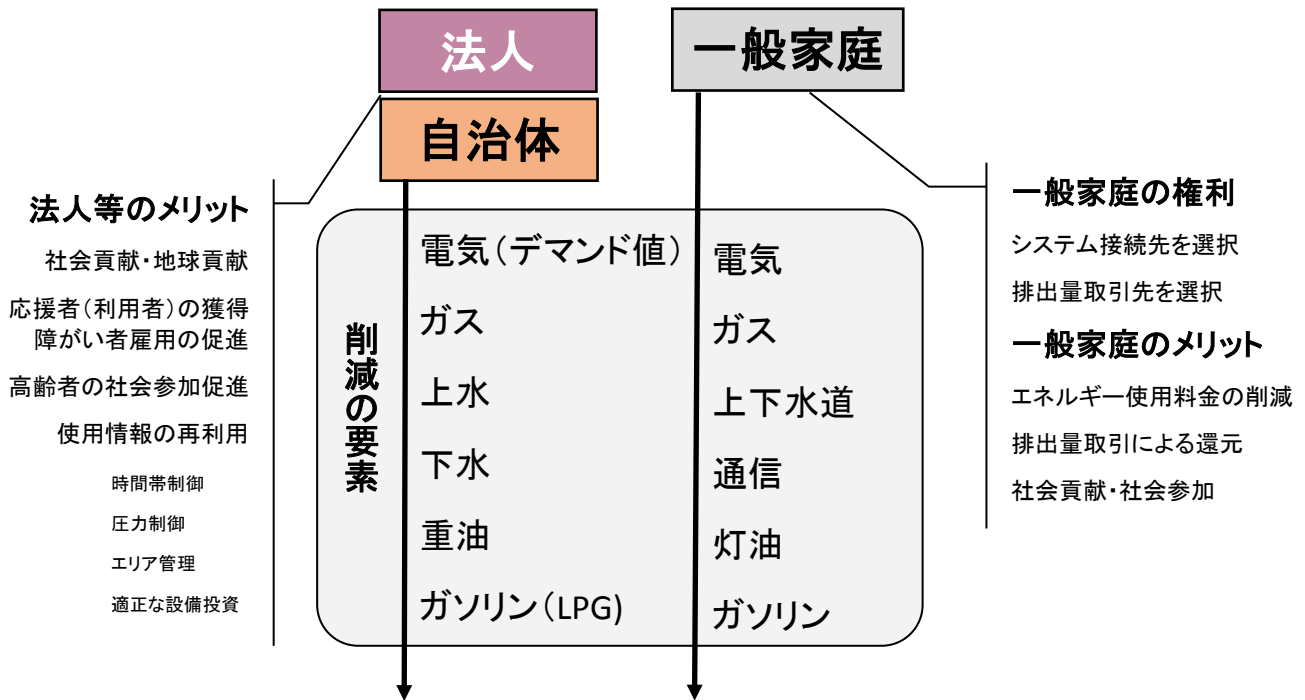 法人
自治体
一般家庭
法人等のメリット
社会貢献・地球貢献
応援者（利用者）の獲得
障がい者雇用の促進
高齢者の社会参加促進
使用情報の再利用
時間帯制御
圧力制御
エリア管理
適正な設備投資
削減の要素
電気（デマンド値）
ガス
上水
下水
重油
ガソリン（LPG)
電気
ガス
上下水道
通信
灯油
ガソリン
一般家庭の権利
システム接続先を選択
排出量取引先を選択
一般家庭のメリット
エネルギー使用料金の削減
排出量取引による還元
社会貢献・社会参加